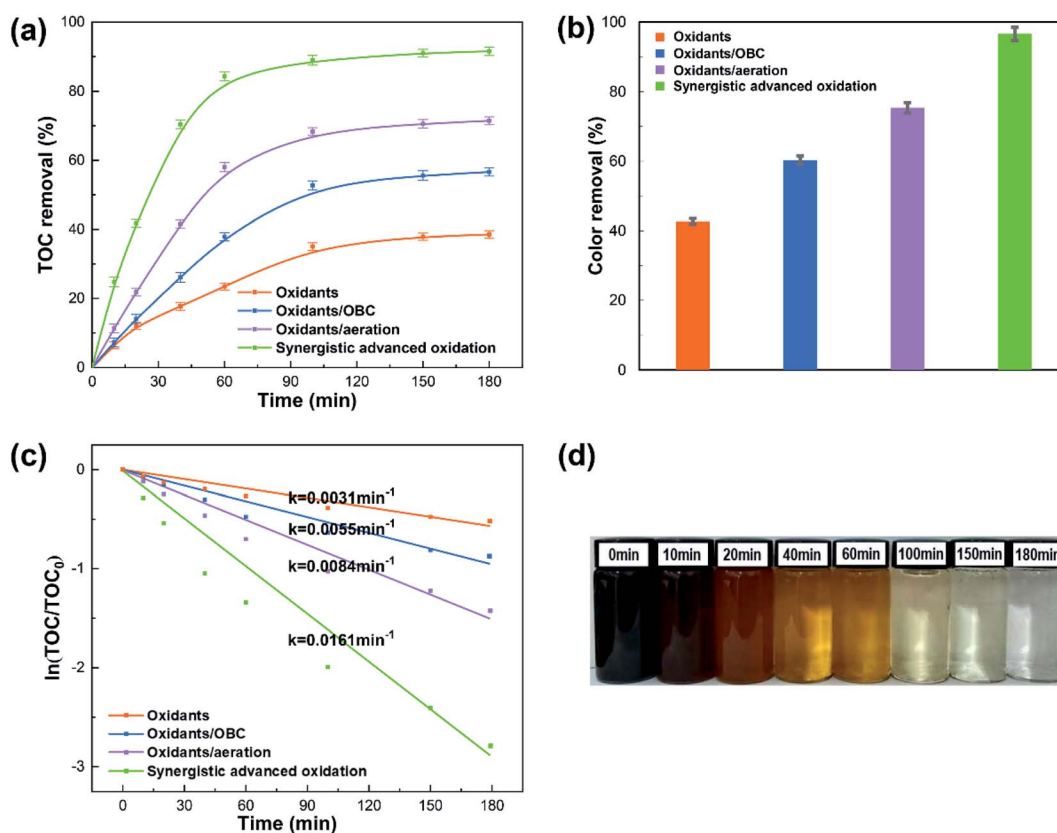 (a)
TOC removal (%)
100
80
60
40
20
0
0 30 60 90 120 150 180
Time (min)
Oxidants
Oxidants/OBC
Oxidants/aeration
Synergistic advanced oxidation
(b)
Color removal (%)
100
80
60
40
20
0
Oxidants
Oxidants/OBC
Oxidants/aeration
Synergistic advanced oxidation
(c)
ln(TOC/TOC₀)
0
-1
-2
-3
k=0.0031min⁻¹
k=0.0055min⁻¹
k=0.0084min⁻¹
k=0.0161min⁻¹
Oxidants
Oxidants/OBC
Oxidants/aeration
Synergistic advanced oxidation
0 30 60 90 120 150 180
Time (min)
(d)
0min 10min 20min 40min 60min 100min 150min 180min